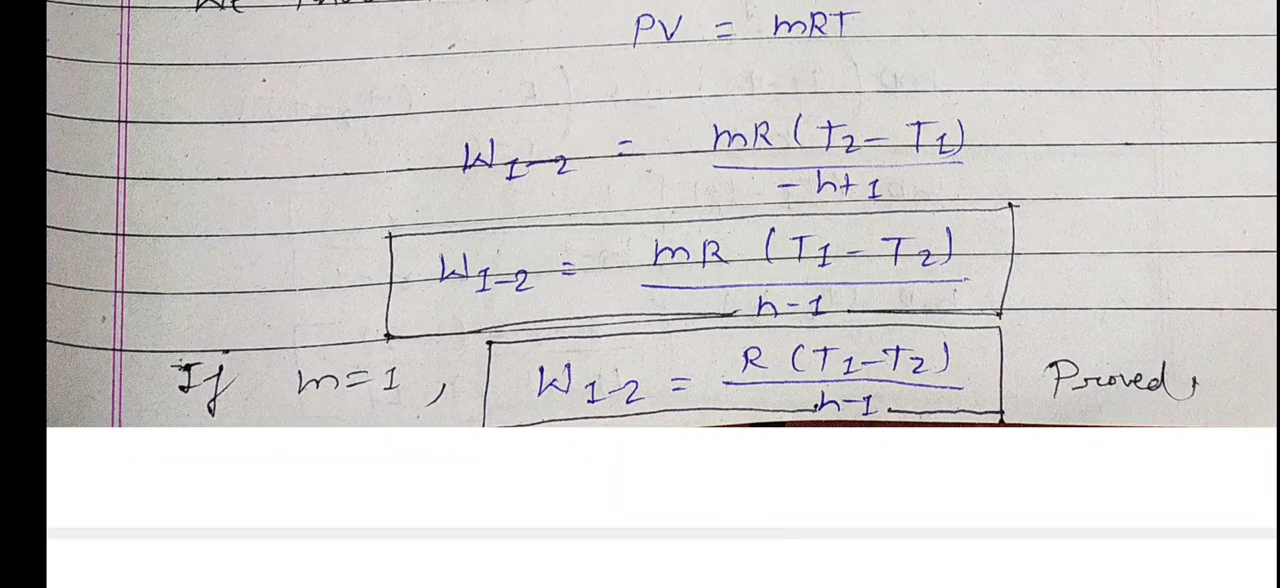 PV = mRT
W₁₋₂ = mR (T₂ - T₁) / -n+1
W₁₋₂ = mR (T₁ - T₂) / n-1
If m=1, W₁₋₂ = R (T₁-T₂) / n-1 Proved,